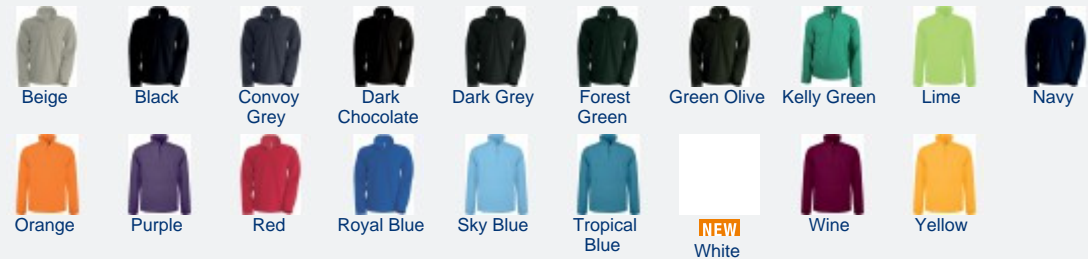 Beige Black Convoy Grey Dark Chocolate Dark Grey Forest Green Green Olive Kelly Green Lime Navy
Orange Purple Red Royal Blue Sky Blue Tropical Blue NEW White Wine Yellow